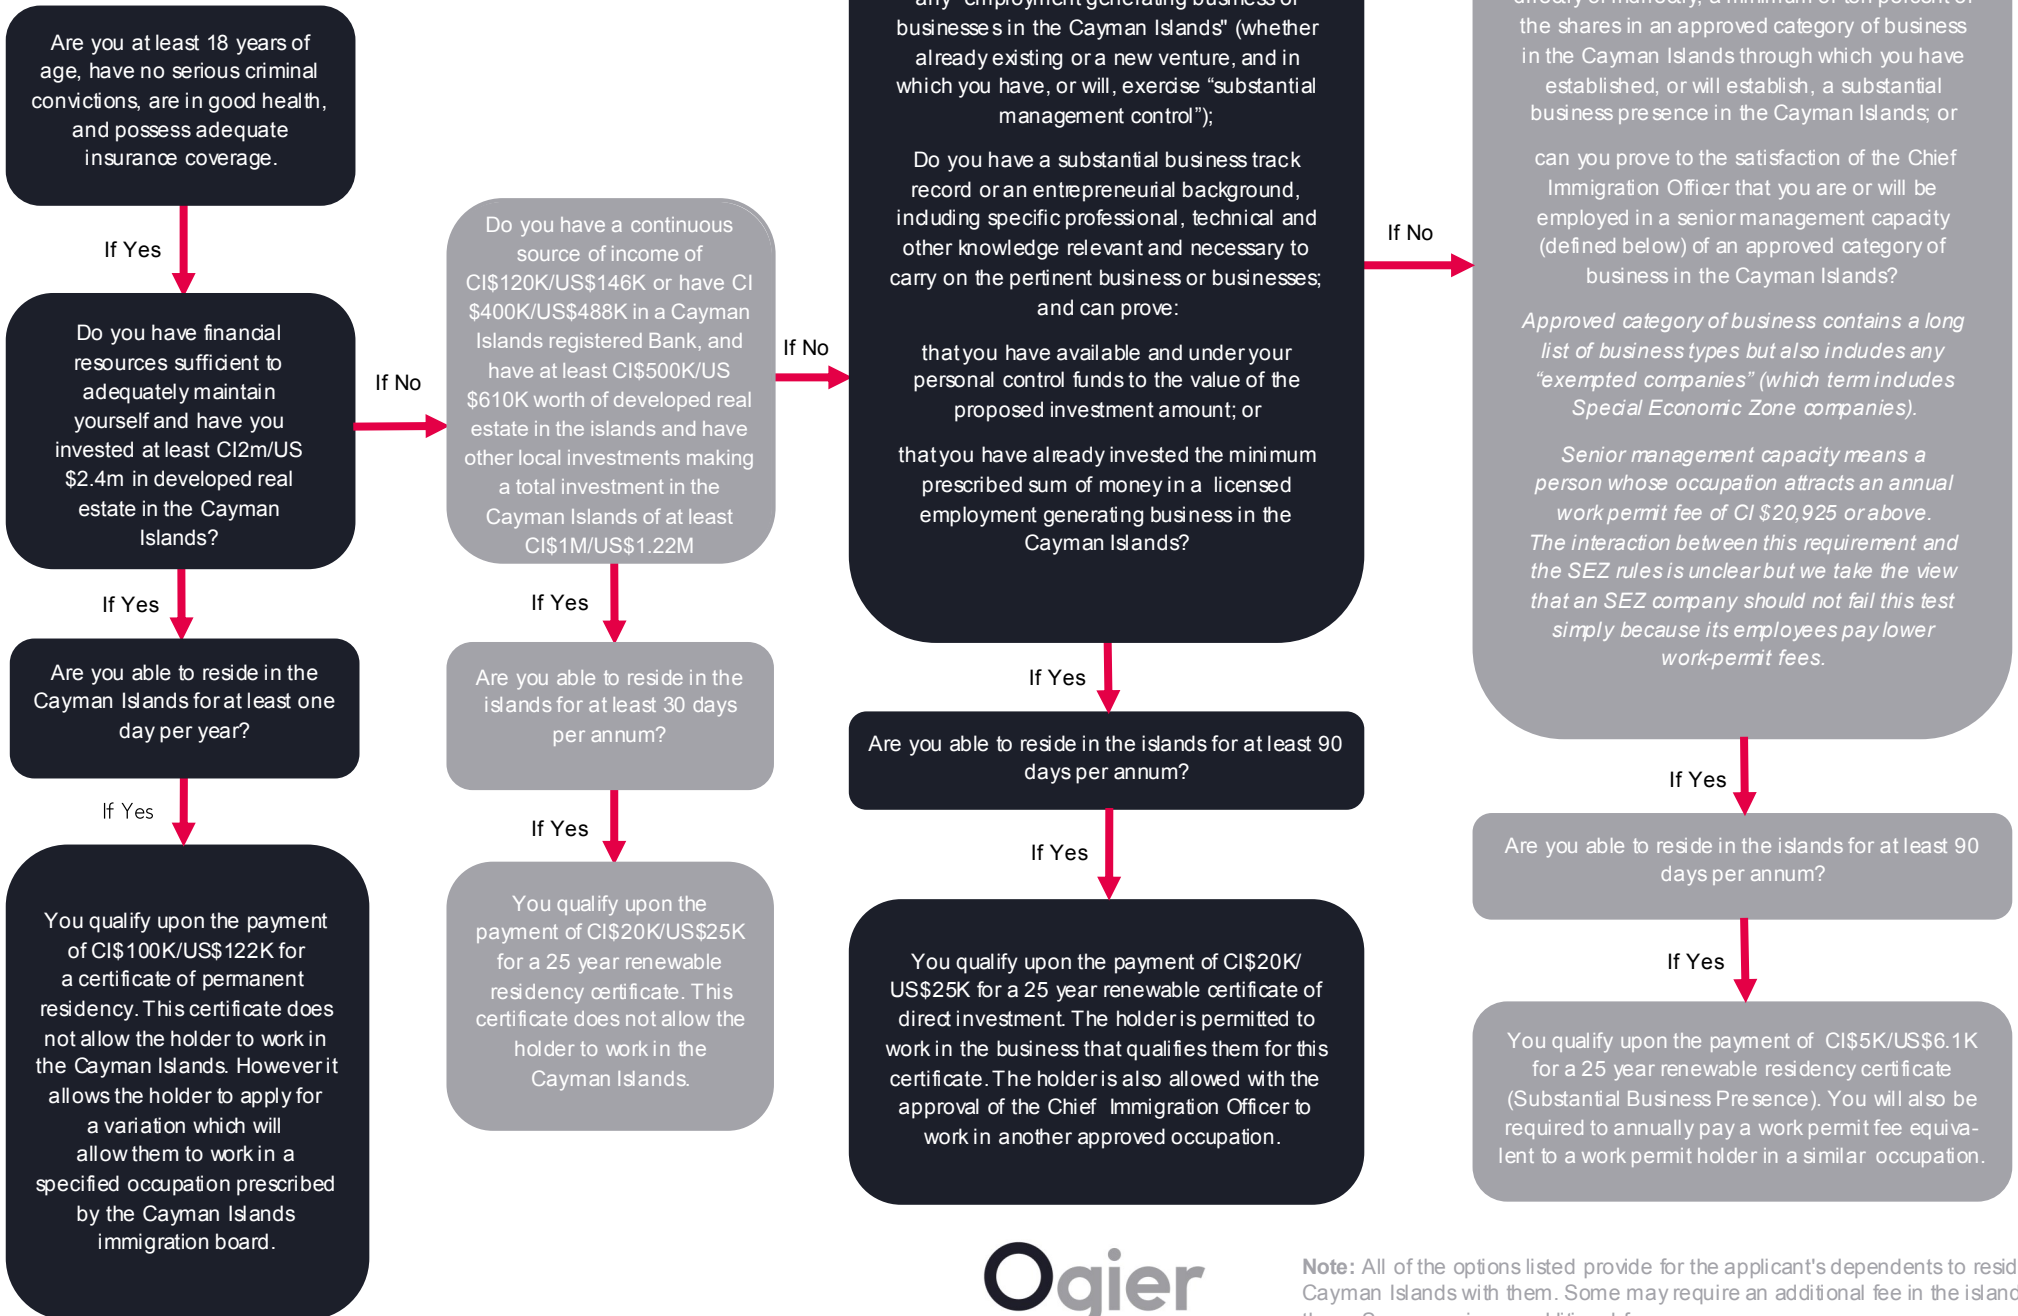 Are you at least 18 years of
age, have no serious criminal
convictions, are in good health,
and possess adequate
insurance coverage.
If Yes
Do you have financial
resources sufficient to
adequately maintain
yourself and have you
invested at least CI2m/US
$2.4m in developed real
estate in the Cayman
Islands?
If No
If Yes
Are you able to reside in the
Cayman Islands for at least one
day per year?
If Yes
You qualify upon the payment
of CI$100K/US$122K for
a certificate of permanent
residency. This certificate does
not allow the holder to work in
the Cayman Islands. However it
allows the holder to apply for
a variation which will
allow them to work in a
specified occupation prescribed
by the Cayman Islands
immigration board.
Do you have a continuous
source of income of
CI$120K/US$146K or have CI
$400K/US$488K in a Cayman
Islands registered Bank, and
have at least CI$500K/US
$610K worth of developed real
estate in the islands and have
other local investments making
a total investment in the
Cayman Islands of at least
CI$1M/US$1.22M
If No
If Yes
Are you able to reside in the
islands for at least 30 days
per annum?
If Yes
You qualify upon the
payment of CI$20K/US$25K
for a 25 year renewable
residency certificate. This
certificate does not allow the
holder to work in the
Cayman Islands.
any "employment generating business or
businesses in the Cayman Islands" (whether
already existing or a new venture, and in
which you have, or will, exercise “substantial
management control”);
Do you have a substantial business track
record or an entrepreneurial background,
including specific professional, technical and
other knowledge relevant and necessary to
carry on the pertinent business or businesses;
and can prove:
that you have available and under your
personal control funds to the value of the
proposed investment amount; or
that you have already invested the minimum
prescribed sum of money in a licensed
employment generating business in the
Cayman Islands?
If No
If Yes
Are you able to reside in the islands for at least 90
days per annum?
If Yes
You qualify upon the payment of CI$20K/
US$25K for a 25 year renewable certificate of
direct investment. The holder is permitted to
work in the business that qualifies them for this
certificate. The holder is also allowed with the
approval of the Chief Immigration Officer to
work in another approved occupation.
directly or indirectly, a minimum of ten percent of
the shares in an approved category of business
in the Cayman Islands through which you have
established, or will establish, a substantial
business presence in the Cayman Islands; or
can you prove to the satisfaction of the Chief
Immigration Officer that you are or will be
employed in a senior management capacity
(defined below) of an approved category of
business in the Cayman Islands?
Approved category of business contains a long
list of business types but also includes any
“exempted companies” (which term includes
Special Economic Zone companies).
Senior management capacity means a
person whose occupation attracts an annual
work permit fee of CI $20,925 or above.
The interaction between this requirement and
the SEZ rules is unclear but we take the view
that an SEZ company should not fail this test
simply because its employees pay lower
work-permit fees.
If Yes
Are you able to reside in the islands for at least 90
days per annum?
If Yes
You qualify upon the payment of CI$5K/US$6.1K
for a 25 year renewable residency certificate
(Substantial Business Presence). You will also be
required to annually pay a work permit fee equiva-
lent to a work permit holder in a similar occupation.
Ogier
Note: All of the options listed provide for the applicant's dependents to resid
Cayman Islands with them. Some may require an additional fee in the island